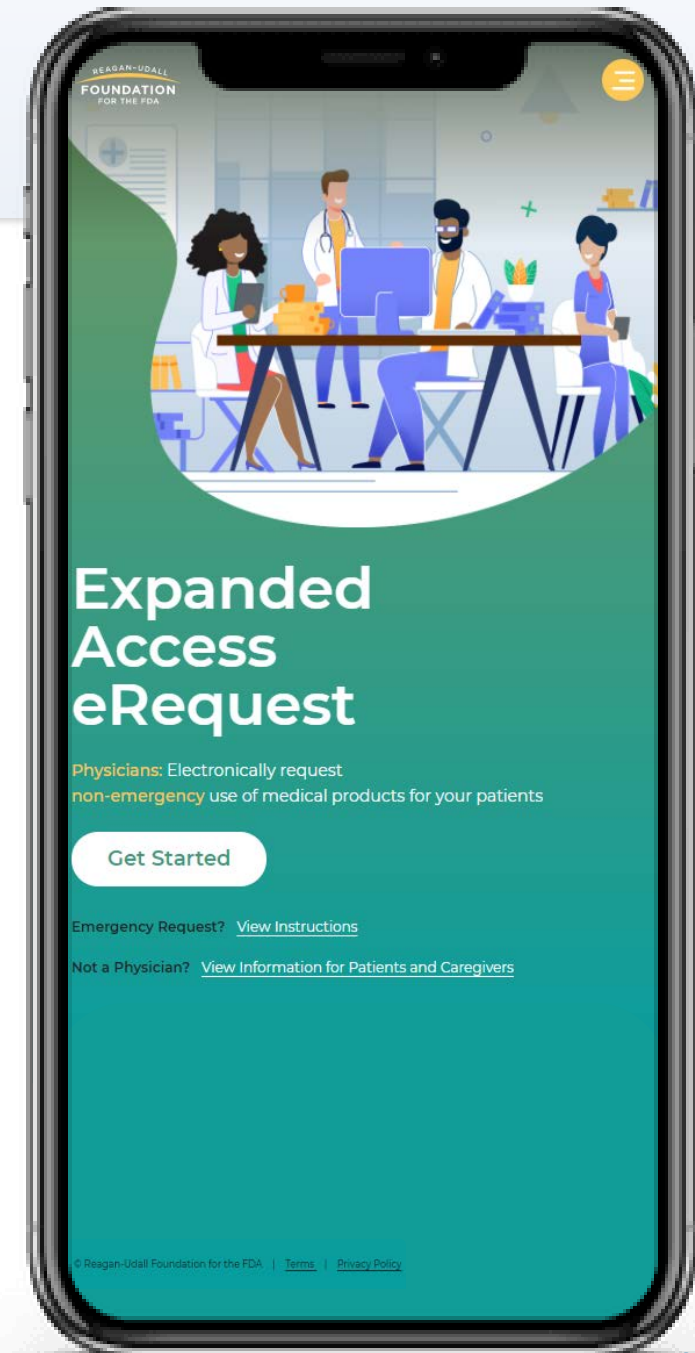 REAGAN-UDALL
FOUNDATION
FOR THE FDA
Expanded
Access
eRequest
Physicians: Electronically request
non-emergency use of medical products for your patients
Get Started
Emergency Request? View Instructions
Not a Physician? View Information for Patients and Caregivers
© Reagan-Udall Foundation for the FDA | Terms | Privacy Policy